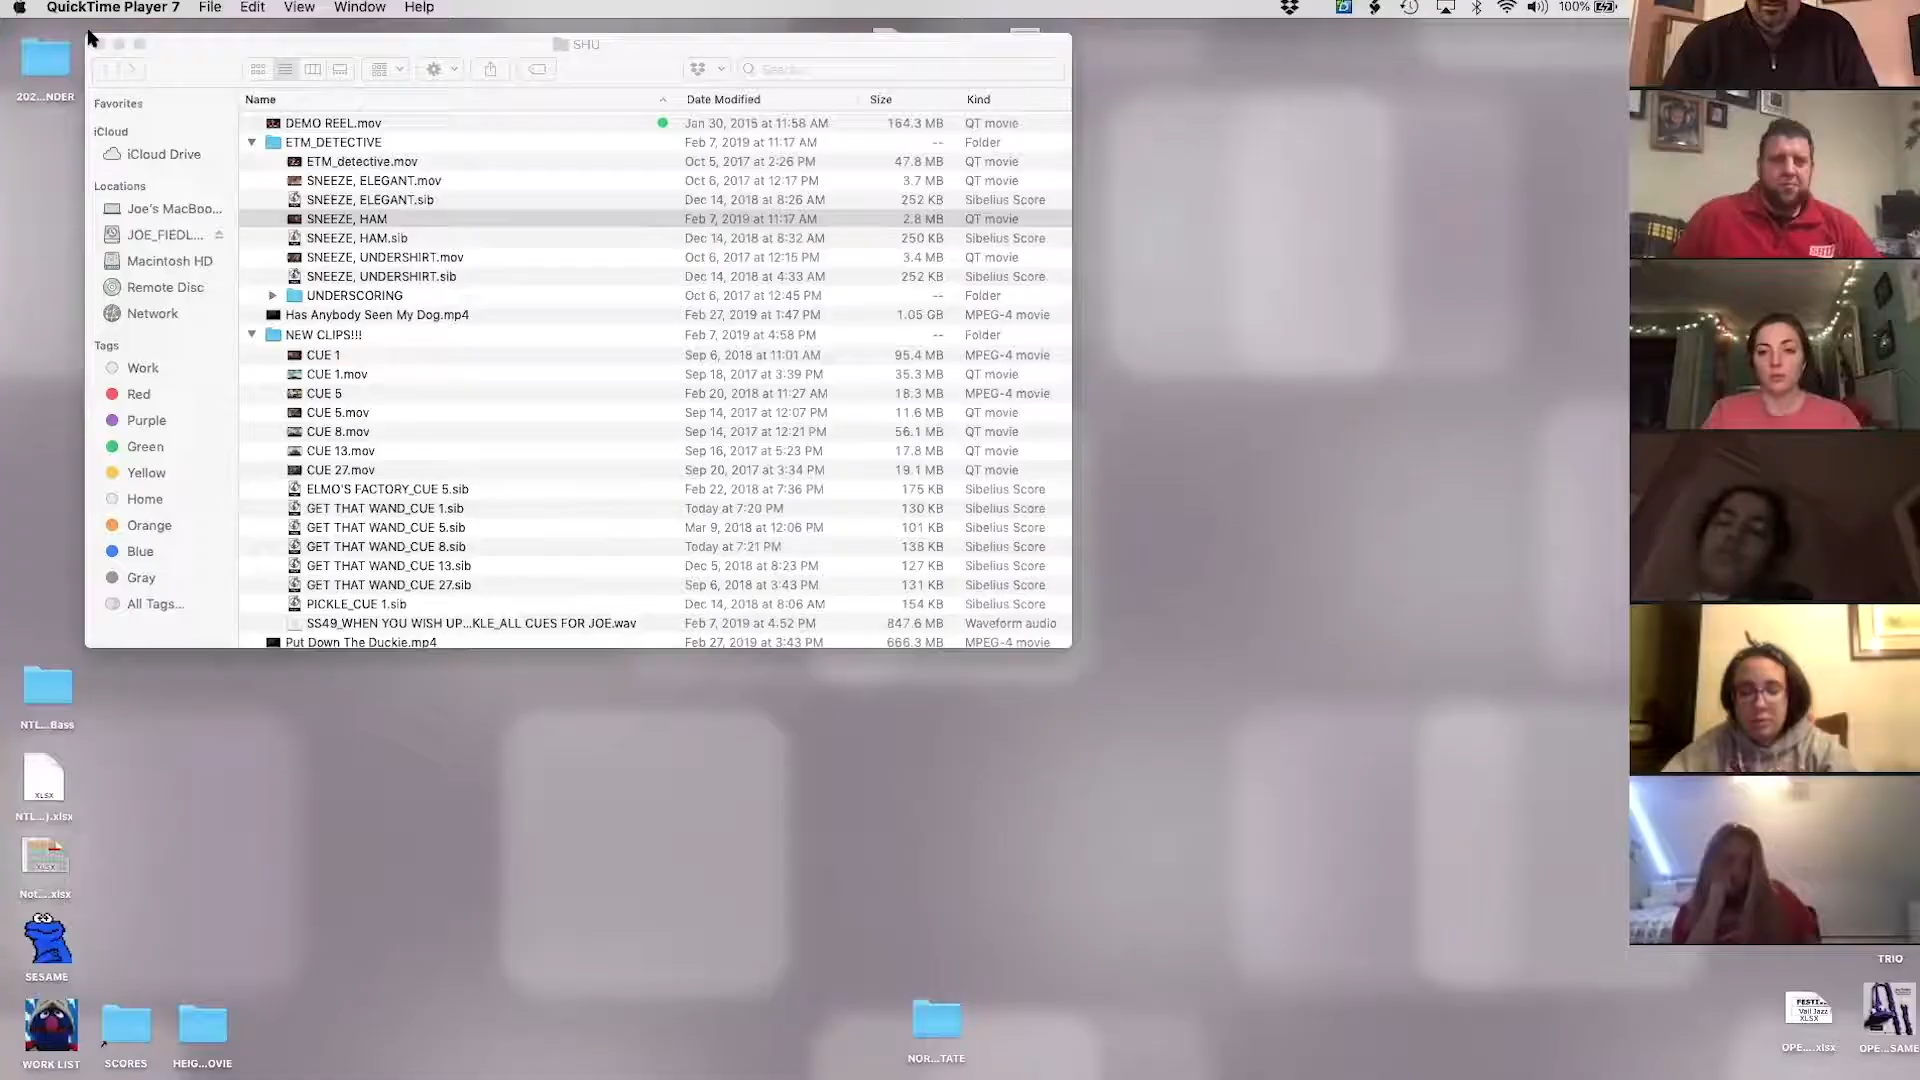 QuickTime Player 7 File Edit View Window Help 100%
SHU
Favorites
iCloud
iCloud Drive
Locations
Joe's MacBoo...
JOE_FIEDL...
Macintosh HD
Remote Disc
Network
Tags
Work
Red
Purple
Green
Yellow
Home
Orange
Blue
Gray
All Tags...
Name Date Modified Size Kind
DEMO REEL.mov Jan 30, 2015 at 11:58 AM 164.3 MB QT movie
ETM_DETECTIVE Feb 7, 2019 at 11:17 AM -- Folder
ETM_detective.mov Oct 5, 2017 at 2:26 PM 47.8 MB QT movie
SNEEZE, ELEGANT.mov Oct 6, 2017 at 12:17 PM 3.7 MB QT movie
SNEEZE, ELEGANT.sib Dec 14, 2018 at 8:26 AM 252 KB Sibelius Score
SNEEZE, HAM Feb 7, 2019 at 11:17 AM 2.8 MB QT movie
SNEEZE, HAM.sib Dec 14, 2018 at 8:32 AM 250 KB Sibelius Score
SNEEZE, UNDERSHIRT.mov Oct 6, 2017 at 12:15 PM 3.4 MB QT movie
SNEEZE, UNDERSHIRT.sib Dec 14, 2018 at 4:33 AM 252 KB Sibelius Score
UNDERSCORING Oct 6, 2017 at 12:45 PM -- Folder
Has Anybody Seen My Dog.mp4 Feb 27, 2019 at 1:47 PM 1.05 GB MPEG-4 movie
NEW CLIPS!!! Feb 7, 2019 at 4:58 PM -- Folder
CUE 1 Sep 6, 2018 at 11:01 AM 95.4 MB MPEG-4 movie
CUE 1.mov Sep 18, 2017 at 3:39 PM 35.3 MB QT movie
CUE 5 Feb 20, 2018 at 11:27 AM 18.3 MB MPEG-4 movie
CUE 5.mov Sep 14, 2017 at 12:07 PM 11.6 MB QT movie
CUE 8.mov Sep 14, 2017 at 12:21 PM 56.1 MB QT movie
CUE 13.mov Sep 16, 2017 at 5:23 PM 17.8 MB QT movie
CUE 27.mov Sep 20, 2017 at 3:34 PM 19.1 MB QT movie
ELMO'S FACTORY_CUE 5.sib Feb 22, 2018 at 7:36 PM 175 KB Sibelius Score
GET THAT WAND_CUE 1.sib Today at 7:20 PM 130 KB Sibelius Score
GET THAT WAND_CUE 5.sib Mar 9, 2018 at 12:06 PM 101 KB Sibelius Score
GET THAT WAND_CUE 8.sib Today at 7:21 PM 138 KB Sibelius Score
GET THAT WAND_CUE 13.sib Dec 5, 2018 at 8:23 PM 127 KB Sibelius Score
GET THAT WAND_CUE 27.sib Sep 6, 2018 at 3:43 PM 131 KB Sibelius Score
PICKLE_CUE 1.sib Dec 14, 2018 at 8:06 AM 154 KB Sibelius Score
SS49_WHEN YOU WISH UP...KLE_ALL CUES FOR JOE.wav Feb 7, 2019 at 4:52 PM 847.6 MB Waveform audio
Put Down The Duckie.mp4 Feb 27, 2019 at 3:43 PM 666.3 MB MPEG-4 movie
202...NDER
NTL...Bass
XLSX
NTL...).xlsx
XLSX
Not....xlsx
SESAME
WORK LIST
SCORES
HEIG...OVIE
NOR...TATE
TRIO
FESTI...
Vail Jazz
XLSX
OPE....xlsx
OPE...SAME